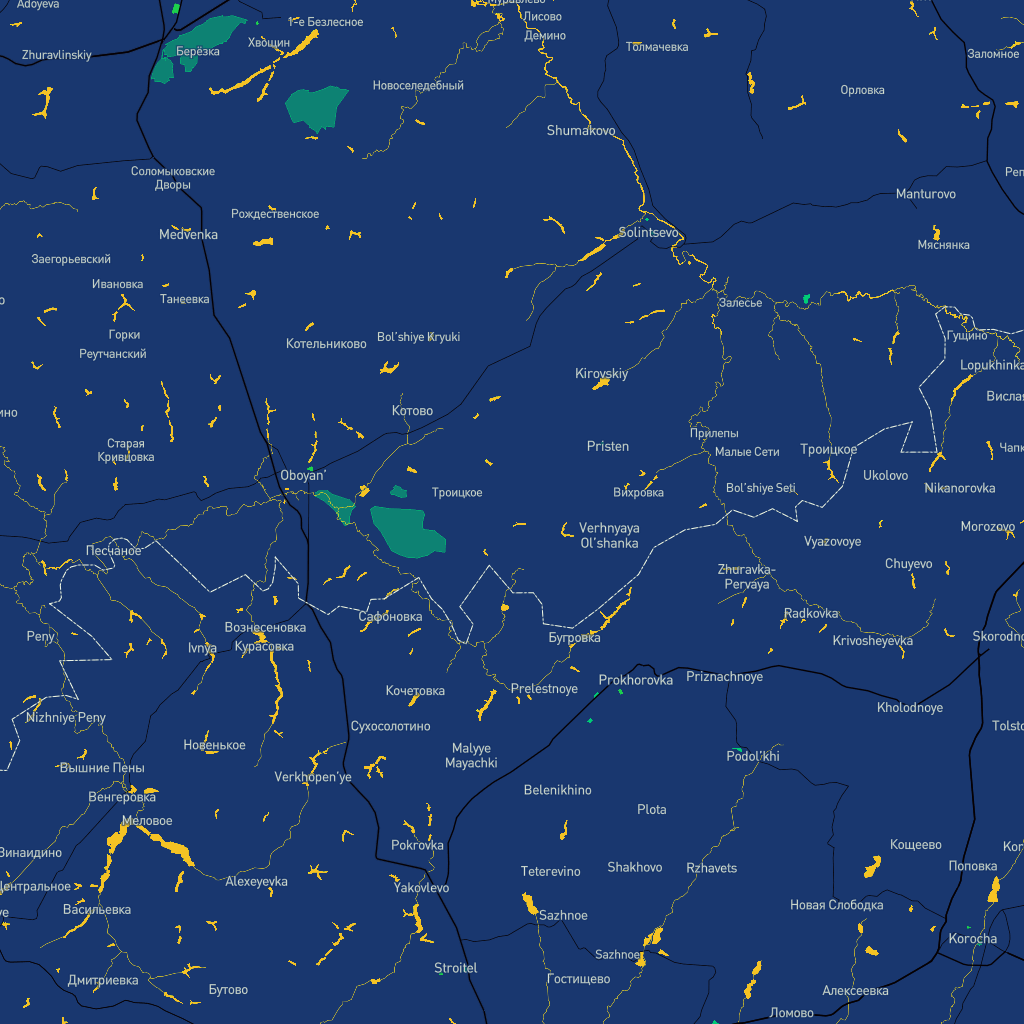 Adoyeva
Лисово
1-е Безлесное
Демино
Хвощин
Толмачевка
Берёзка
Zhuravlinskiy
Заломное
Новоселедебный
Орловка
Shumakovo
Соломыковские
Дворы
Manturovo
Рождественское
Medvenka
Solintsevo
Мяснянка
Заегорьевский
Ивановка
Танеевка
Залесье
Горки
Гущино
Bol'shiye Kryuki
Котельниково
Реутчанский
Lopukhinka
Kirovskiy
Котово
Прилепы
Старая
Кривцовка
Pristen
Малые Сети
Троицкое
Oboyan'
Ukolovo
Троицкое
Вихровка
Bol'shiye Seti
Nikanorovka
Verhnyaya
Ol'shanka
Morozovo
Vyazovoye
Песчаное
Chuyevo
Zhuravka-
Pervaya
Сафоновка
Radkovka
Вознесеновка
Peny
Бугровка
Krivosheyevka
Ivnya
Курасовка
Prokhorovka
Priznachnoye
Кочетовка
Prelestnoye
Kholodnoye
Nizhniye Peny
Сухосолотино
Новенькое
Malyye
Mayachki
Podol'khi
Вышние Пены
Verkhopen'ye
Belenikhino
Венгеровка
Plota
Меловое
Pokrovka
Кощеево
Shakhovo
Rzhavets
Поповка
Teterevino
Alexeyevka
Yakovlevo
Васильевка
Новая Слободка
Sazhnoe
Korocha
Sazhnoe
Stroitel
Дмитриевка
Гостищево
Бутово
Алексеевка
Ломово